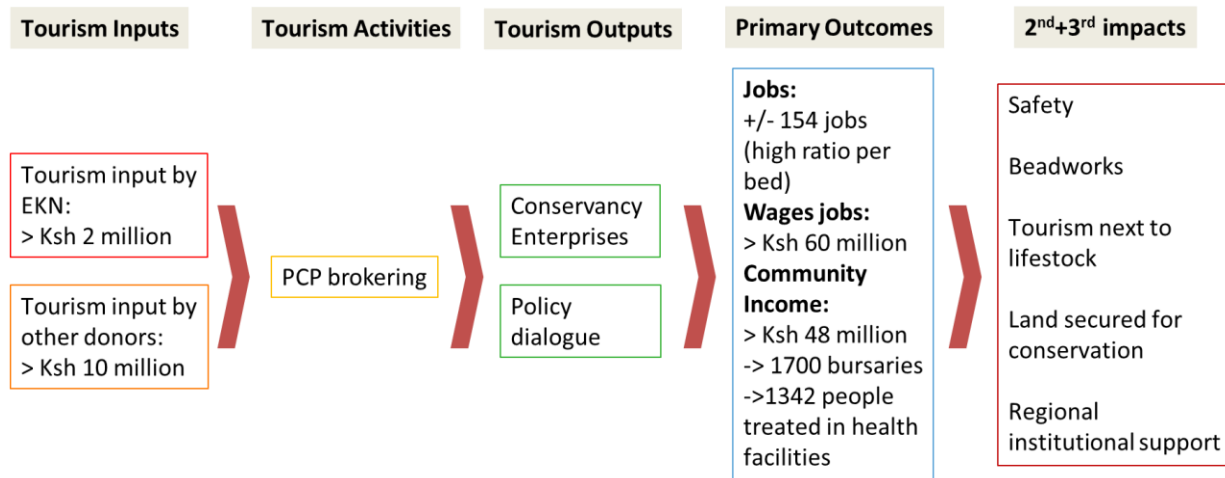 Tourism Inputs
Tourism Activities
Tourism Outputs
Primary Outcomes
2nd+3rd impacts
Tourism input by
EKN:
> Ksh 2 million
Tourism input by
other donors:
> Ksh 10 million
PCP brokering
Conservancy
Enterprises
Policy
dialogue
Jobs:
+/- 154 jobs
(high ratio per
bed)
Wages jobs:
> Ksh 60 million
Community
Income:
> Ksh 48 million
-> 1700 bursaries
->1342 people
treated in health
facilities
Safety
Beadworks
Tourism next to
lifestock
Land secured for
conservation
Regional
institutional support